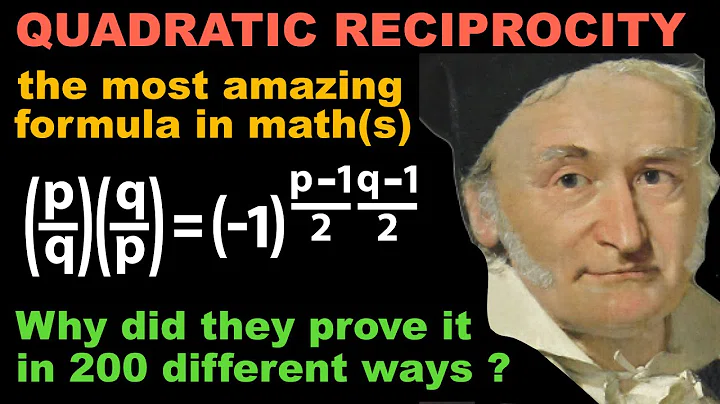 QUADRATIC RECIPROCITY
the most amazing
formula in math(s)
(p/q)(q/p)=(-1)^((p-1)/2 (q-1)/2)
Why did they prove it
in 200 different ways ?